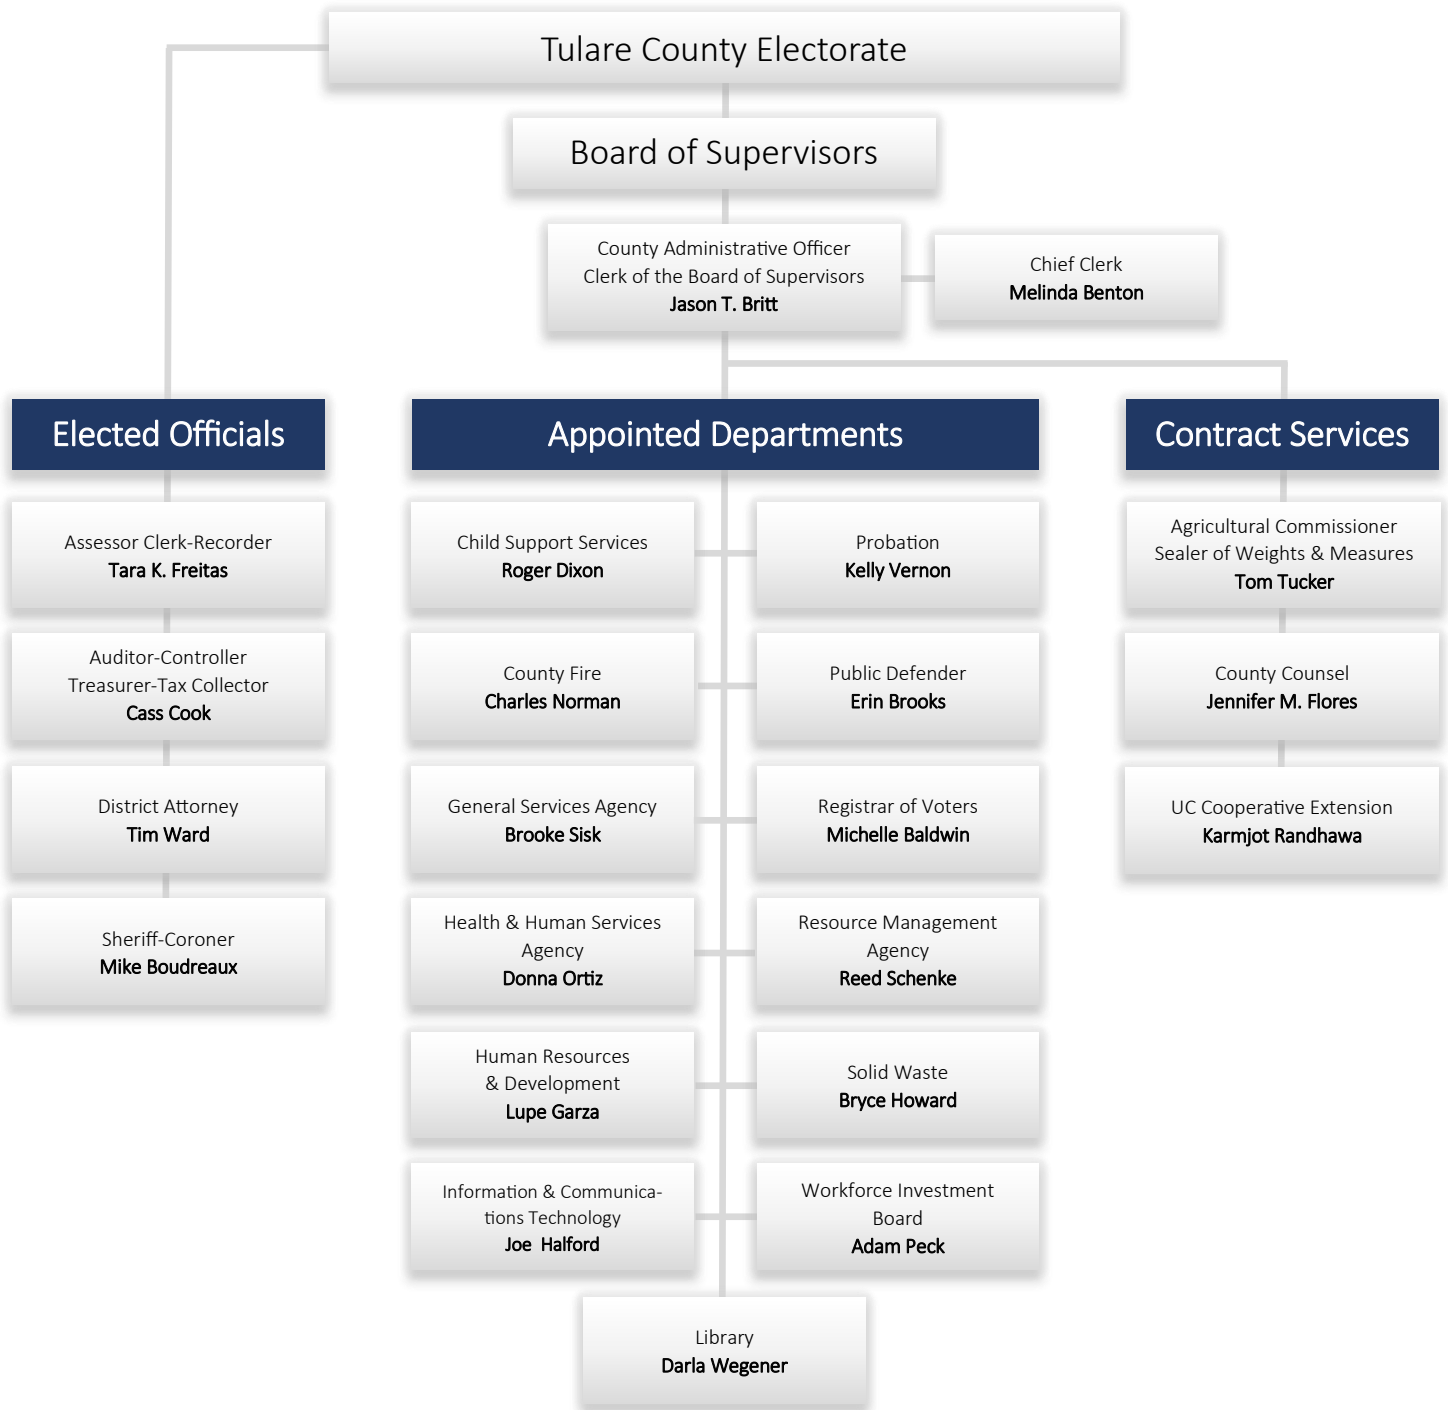 Tulare County Electorate
Board of Supervisors
County Administrative Officer
Clerk of the Board of Supervisors
Jason T. Britt
Chief Clerk
Melinda Benton
Elected Officials
Assessor Clerk-Recorder
Tara K. Freitas
Auditor-Controller
Treasurer-Tax Collector
Cass Cook
District Attorney
Tim Ward
Sheriff-Coroner
Mike Boudreaux
Appointed Departments
Child Support Services
Roger Dixon
Probation
Kelly Vernon
County Fire
Charles Norman
Public Defender
Erin Brooks
General Services Agency
Brooke Sisk
Registrar of Voters
Michelle Baldwin
Health & Human Services
Agency
Donna Ortiz
Resource Management
Agency
Reed Schenke
Human Resources
& Development
Lupe Garza
Solid Waste
Bryce Howard
Information & Communica-
tions Technology
Joe  Halford
Workforce Investment
Board
Adam Peck
Library
Darla Wegener
Contract Services
Agricultural Commissioner
Sealer of Weights & Measures
Tom Tucker
County Counsel
Jennifer M. Flores
UC Cooperative Extension
Karmjot Randhawa